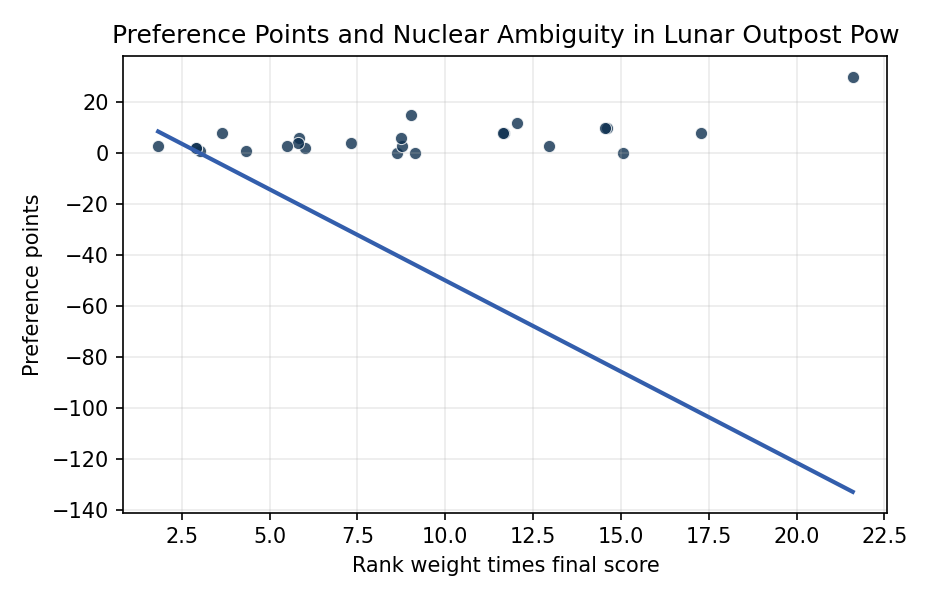 Preference Points and Nuclear Ambiguity in Lunar Outpost Pow
20
0
−20
−40
−60
−80
−100
−120
−140
Preference points
2.5 5.0 7.5 10.0 12.5 15.0 17.5 20.0 22.5
Rank weight times final score